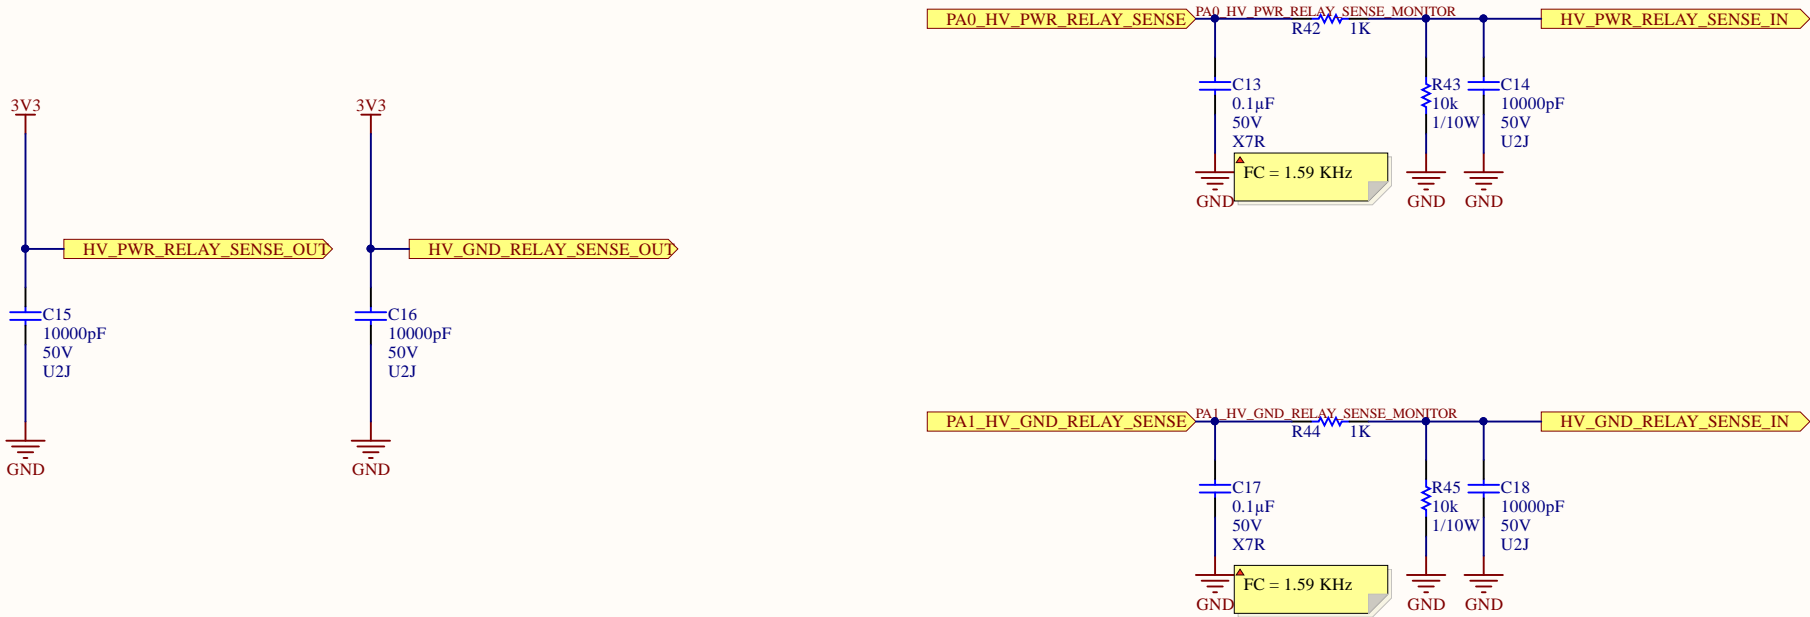 PA0_HV_PWR_RELAY_SENSE
PA0_HV_PWR_RELAY_SENSE_MONITOR
R42
1K
HV_PWR_RELAY_SENSE_IN
C13
0.1µF
50V
X7R
GND
FC = 1.59 KHz
R43
10k
1/10W
GND
C14
10000pF
50V
U2J
GND
3V3
HV_PWR_RELAY_SENSE_OUT
C15
10000pF
50V
U2J
GND
3V3
HV_GND_RELAY_SENSE_OUT
C16
10000pF
50V
U2J
GND
PA1_HV_GND_RELAY_SENSE
PA1_HV_GND_RELAY_SENSE_MONITOR
R44
1K
HV_GND_RELAY_SENSE_IN
C17
0.1µF
50V
X7R
GND
FC = 1.59 KHz
R45
10k
1/10W
GND
C18
10000pF
50V
U2J
GND